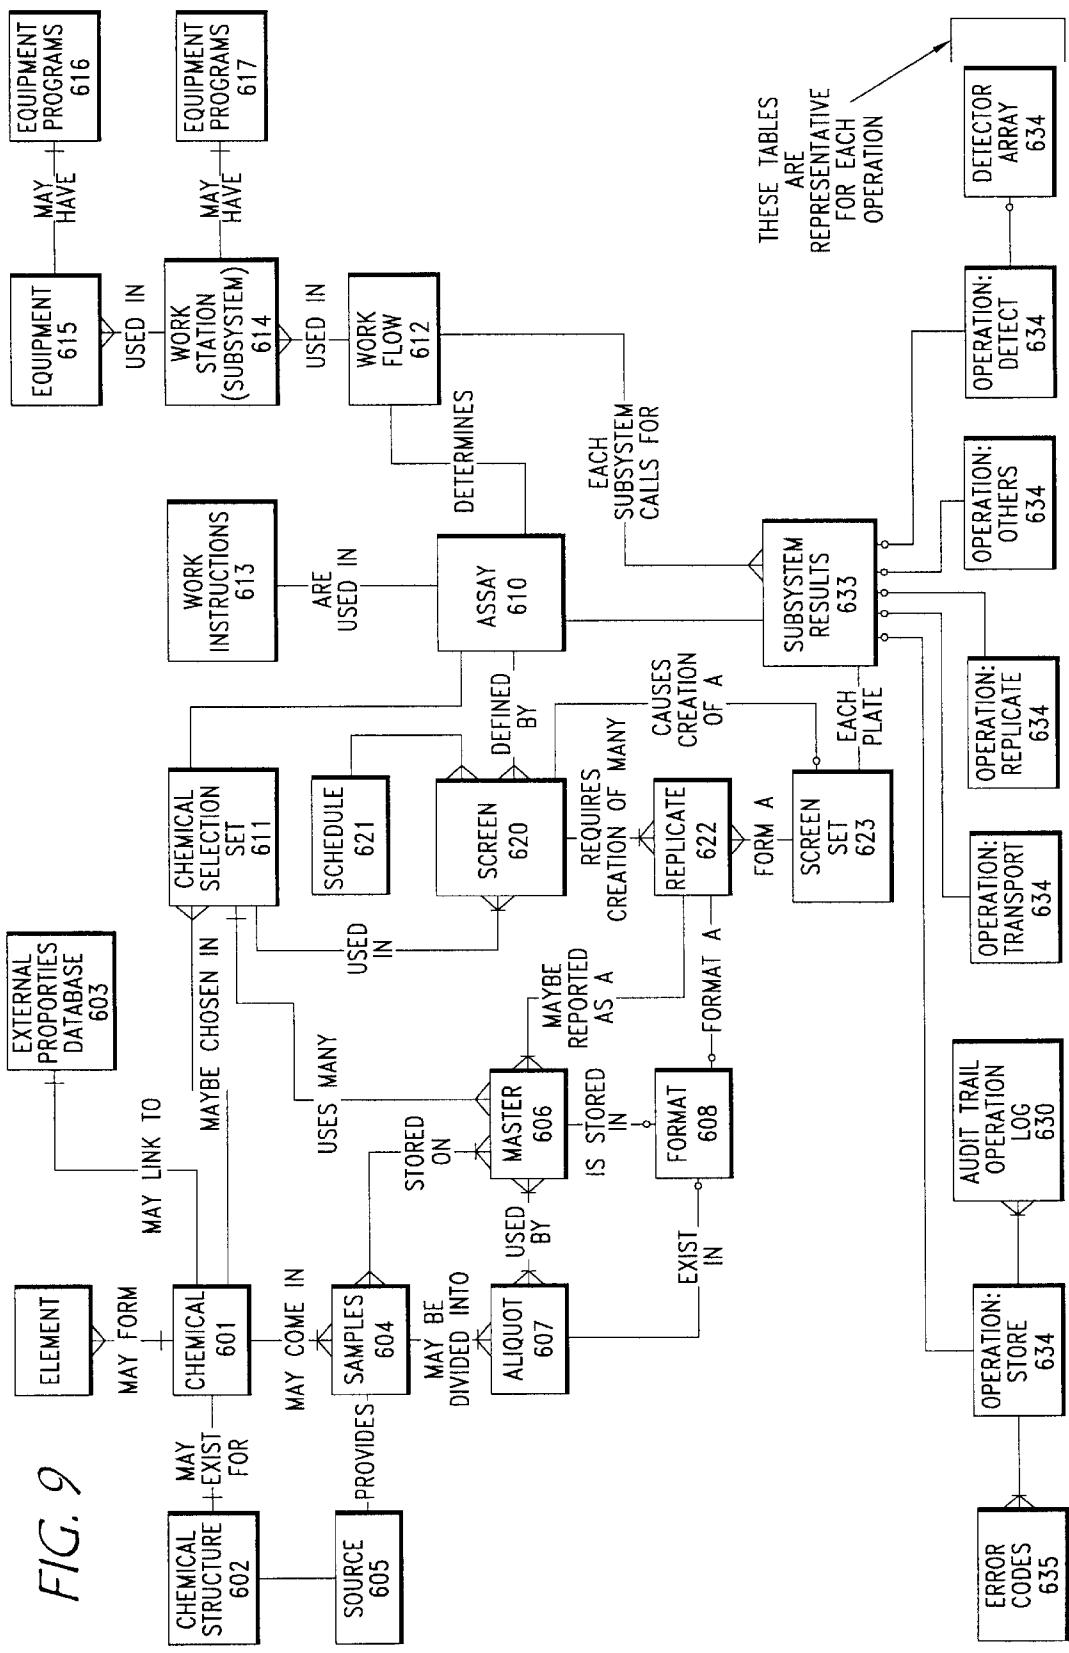 FIG. 9
ELEMENT
MAY FORM
CHEMICAL
601
MAY
EXIST
FOR
CHEMICAL
STRUCTURE
602
SOURCE
605
PROVIDES
MAY COME IN
SAMPLES
604
MAY BE
DIVIDED INTO
ALIQUOT
607
USED
BY
EXIST
IN
MAY LINK TO
EXTERNAL
PROPORTIES
DATABASE
603
MAYBE CHOSEN IN
USES MANY
STORED
ON
MASTER
606
IS STORED
IN
FORMAT
608
FORMAT A
MAYBE
REPORTED
AS A
CHEMICAL
SELECTION
SET
611
USED
IN
SCHEDULE
621
SCREEN
620
DEFINED
BY
REQUIRES
CREATION OF MANY
REPLICATE
622
FORM A
SCREEN
SET
623
CAUSES
CREATION
OF A
EACH
PLATE
WORK
INSTRUCTIONS
613
ARE
USED IN
ASSAY
610
DETERMINES
EQUIPMENT
PROGRAMS
616
MAY
HAVE
EQUIPMENT
615
USED IN
EQUIPMENT
PROGRAMS
617
MAY
HAVE
WORK
STATION
(SUBSYSTEM)
614
USED IN
WORK
FLOW
612
EACH
SUBSYSTEM
CALLS FOR
SUBSYSTEM
RESULTS
633
THESE TABLES
ARE
REPRESENTATIVE
FOR EACH
OPERATION
DETECTOR
ARRAY
634
OPERATION:
DETECT
634
OPERATION:
OTHERS
634
OPERATION:
REPLICATE
634
OPERATION:
TRANSPORT
634
AUDIT TRAIL
OPERATION
LOG
630
OPERATION:
STORE
634
ERROR
CODES
635